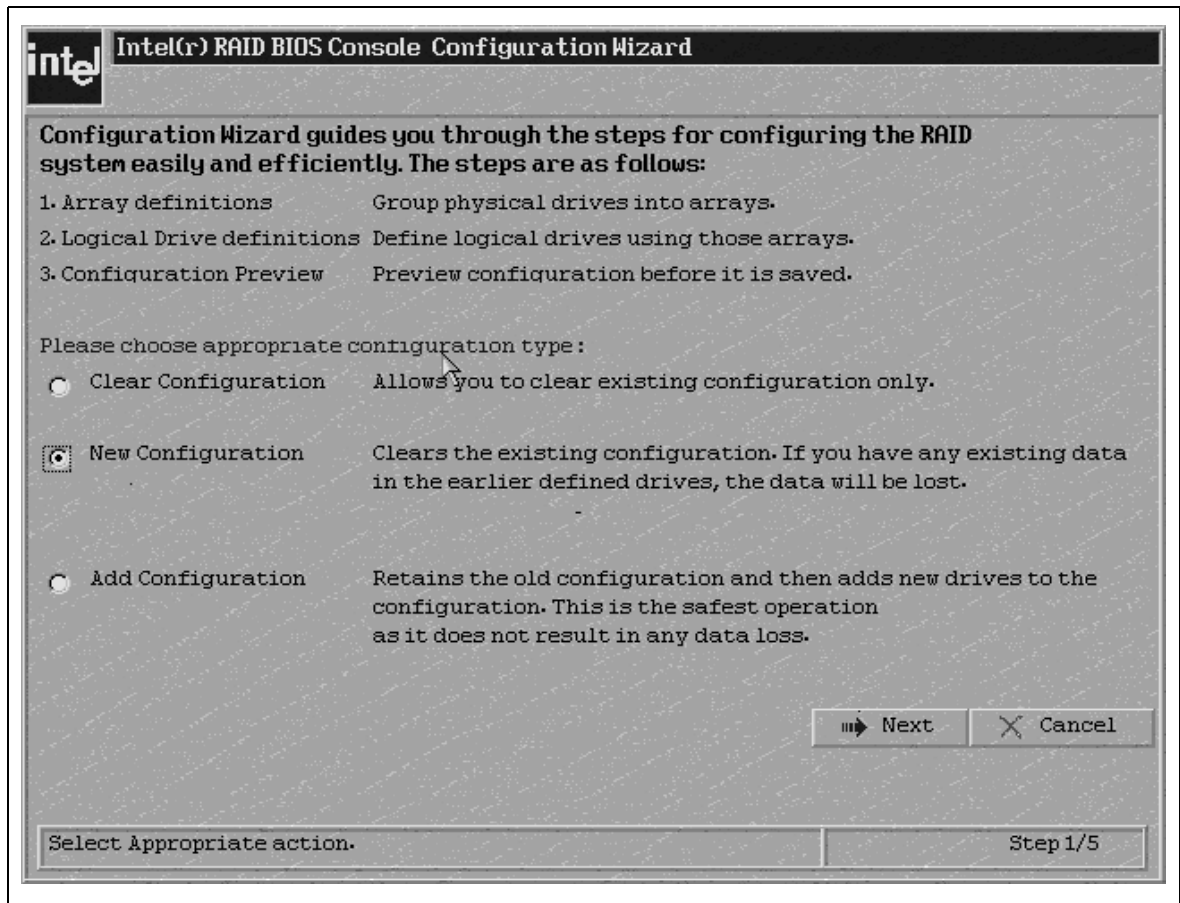 intel
Intel(r) RAID BIOS Console Configuration Wizard
Configuration Wizard guides you through the steps for configuring the RAID
system easily and efficiently. The steps are as follows:
1. Array definitions Group physical drives into arrays.
2. Logical Drive definitions Define logical drives using those arrays.
3. Configuration Preview Preview configuration before it is saved.
Please choose appropriate configuration type:
Clear Configuration Allows you to clear existing configuration only.
New Configuration Clears the existing configuration. If you have any existing data
in the earlier defined drives, the data will be lost.
Add Configuration Retains the old configuration and then adds new drives to the
configuration. This is the safest operation
as it does not result in any data loss.
Next Cancel
Select Appropriate action. Step 1/5